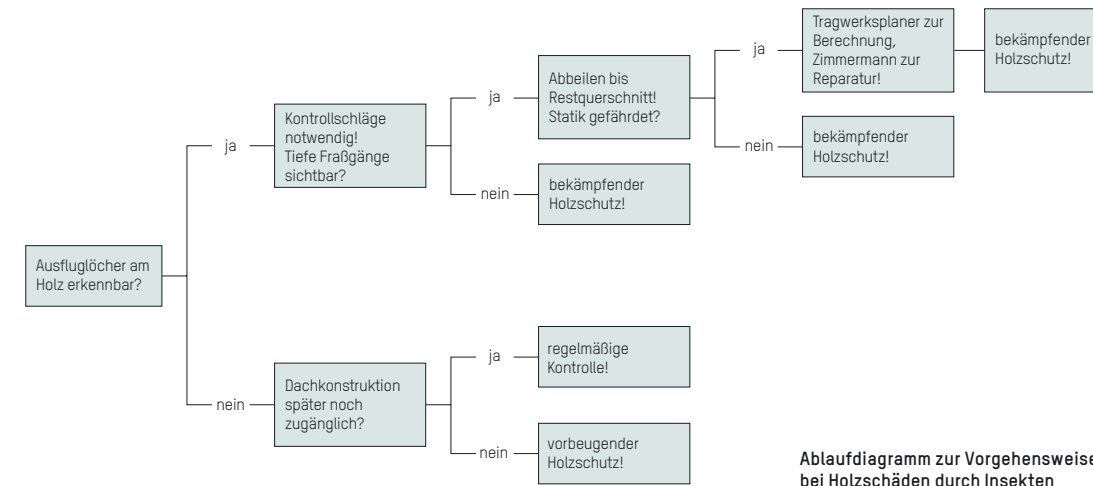 Ausfluglöcher am
Holz erkennbar?
ja
Kontrollschläge
notwendig!
Tiefe Fraßgänge
sichtbar?
ja
Abbeilen bis
Restquerschnitt!
Statik gefährdet?
ja
Tragwerksplaner zur
Berechnung,
Zimmermann zur
Reparatur!
bekämpfender
Holzschutz!
nein
bekämpfender
Holzschutz!
nein
bekämpfender
Holzschutz!
nein
Dachkonstruktion
später noch
zugänglich?
ja
regelmäßige
Kontrolle!
nein
vorbeugender
Holzschutz!
Ablaufdiagramm zur Vorgehensweise
bei Holzschäden durch Insekten